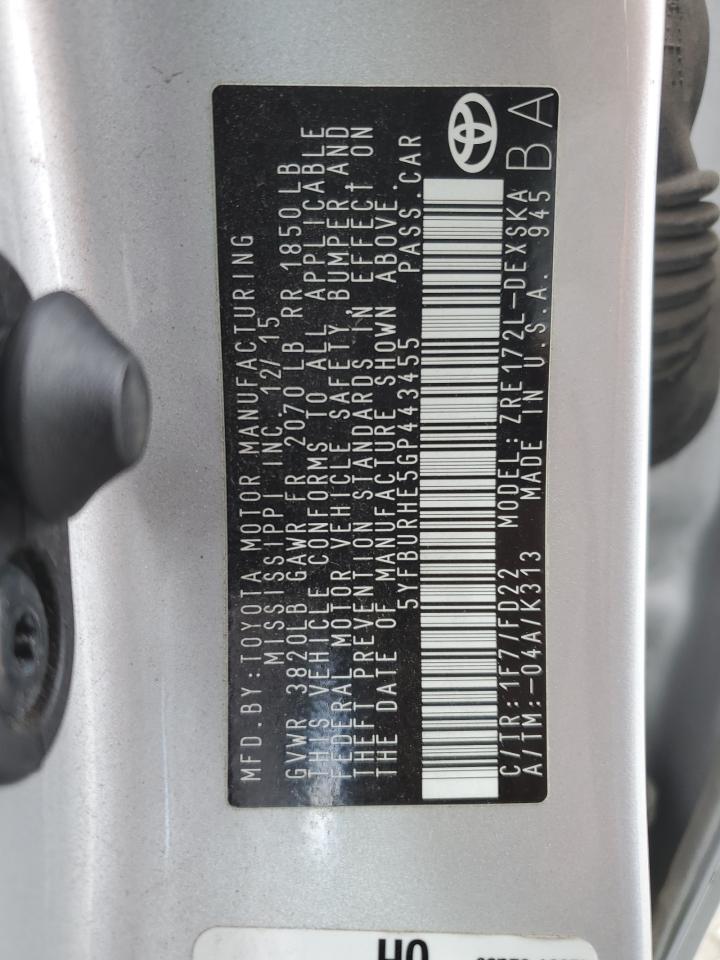 MFD.BY:TOYOTA MOTOR MANUFACTURING
MISSISSIPPI INC. 12/15
GVWR 3820LB GAWR FR 2070 LB RR 1850LB
THIS VEHICLE CONFORMS TO ALL APPLICABLE
FEDERAL MOTOR VEHICLE SAFETY, BUMPER, AND
THEFT PREVENTION STANDARDS IN EFFECT ON
THE DATE OF MANUFACTURE SHOWN ABOVE.
5YFBURHE5GP443455 PASS.CAR
C/TR:1F7/FD22 MODEL:ZRE172L-DEXSKA
A/TM:-04A/K313 MADE IN U.S.A. 945
BA